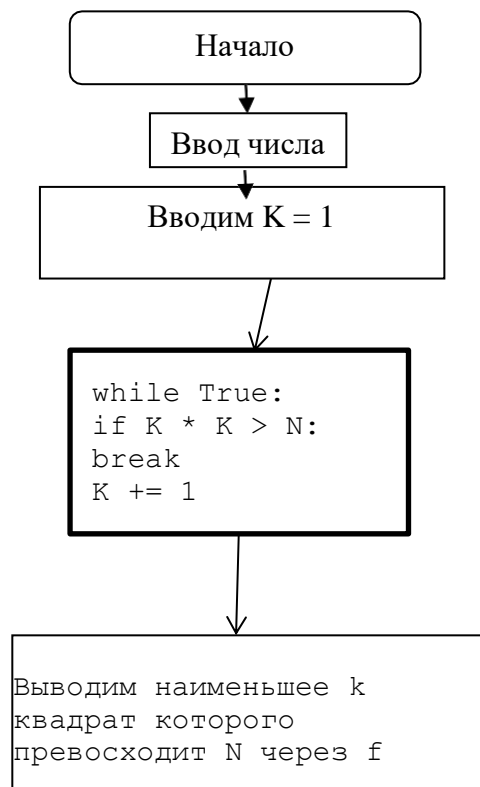 Начало
Ввод числа
Вводим K = 1
while True:
if K * K > N:
break
K += 1
Выводим наименьшее k
квадрат которого
превосходит N через f